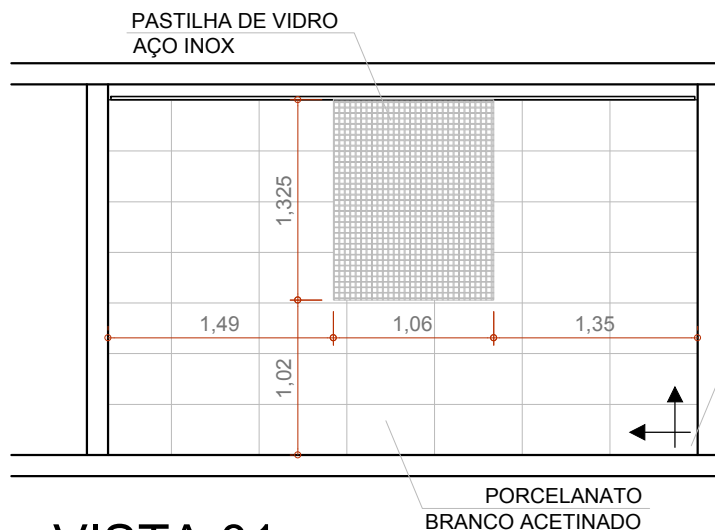 PASTILHA DE VIDRO
AÇO INOX
1,325
1,49
1,06
1,35
1,02
PORCELANATO
BRANCO ACETINADO